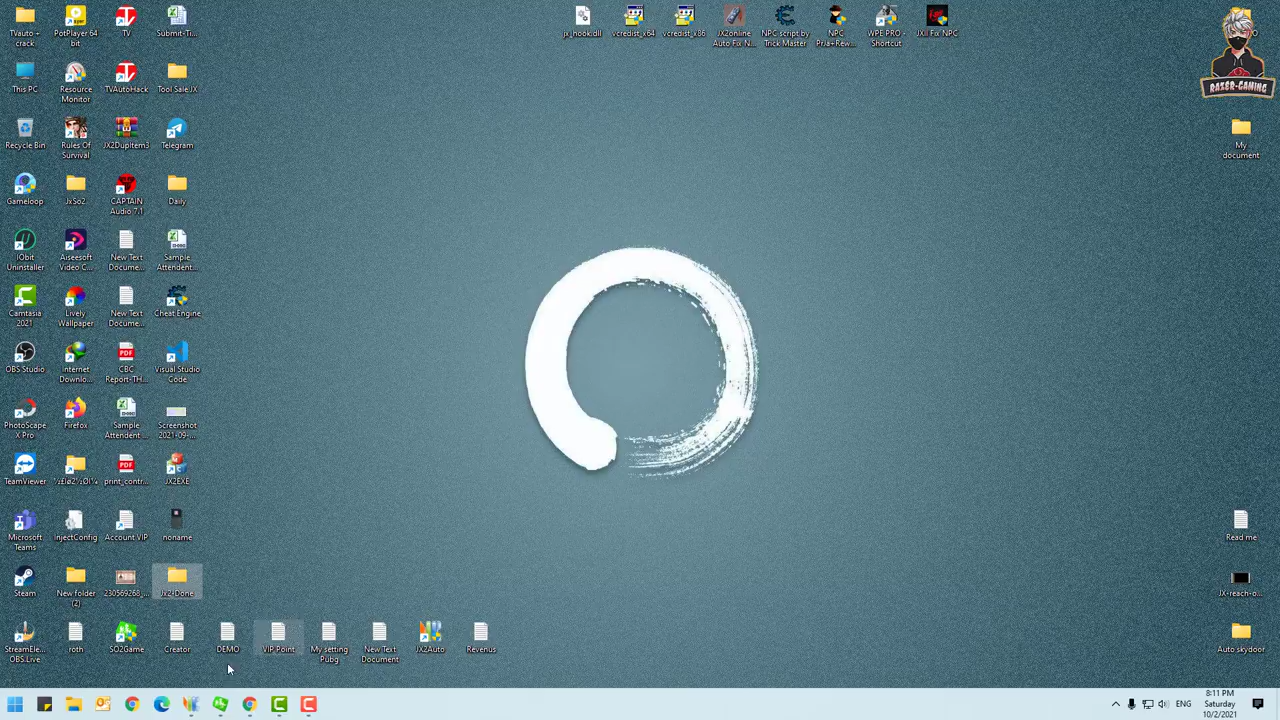 TVauto +
crack
PotPlayer 64
bit
TV
Submit-Ti...
This PC
Resource
Monitor
TVAutoHack
Tool Sale JX
Recycle Bin
Rules Of
Survival
JX2DupItem3
Telegram
Gameloop
JxSo2
CAPTAIN
Audio 7.1
Daily
IObit
Uninstaller
Aiseesoft
Video C...
New Text
Docume...
Sample
Attendent...
Camtasia
2021
Lively
Wallpaper
New Text
Docume...
Cheat Engine
OBS Studio
Internet
Downlo...
CBC
Report-TH...
Visual Studio
Code
PhotoScape
X Pro
Firefox
Sample
Attendent...
Screenshot
2021-09-...
TeamViewer
print_contr...
JX2EXE
Microsoft
Teams
InjectConfig
Account VIP
noname
Steam
New folder
(2)
230569268_...
Jx2-Done
StreamEle...
OBS.Live
roth
SO2Game
Creator
DEMO
VIP Point
My setting
Pubg
New Text
Document
JX2Auto
Revenus
jx_hook.dll
vcredist_x64
vcredist_x86
JX2online
Auto Fix N...
NPC script by
Trick Master
NPC
Pr.ja+Rew...
WPE PRO -
Shortcut
JXII Fix NPC
RAZER-GAMING
My
document
Read me
JX-reach-o...
Auto skydoor
ENG
8:11 PM
Saturday
10/2/2021